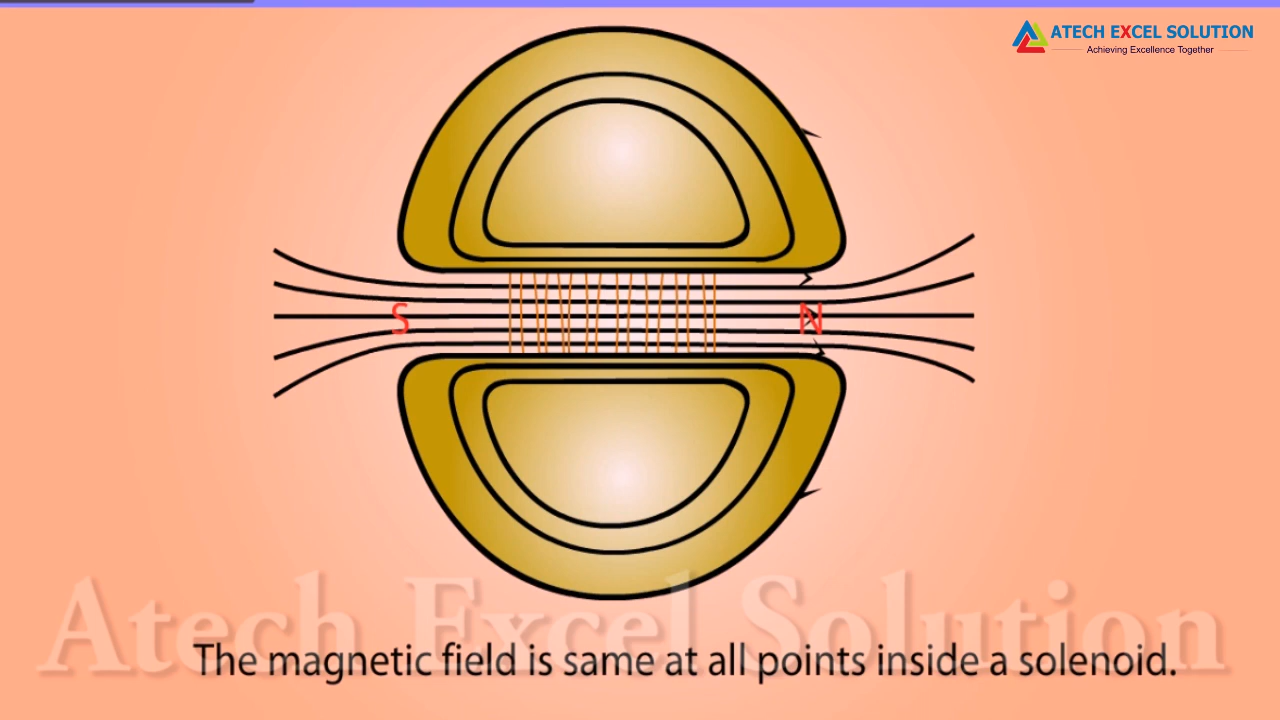 ATECH EXCEL SOLUTION
Achieving Excellence Together
S
N
Atech Excel Solution
The magnetic field is same at all points inside a solenoid.